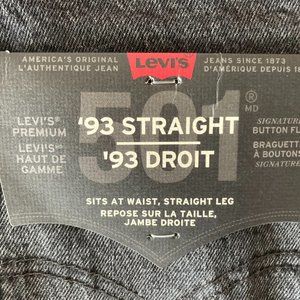 Levi's
AMERICA'S ORIGINAL
L'AUTHENTIQUE JEAN
JEANS SINCE 1873
D'AMÉRIQUE DEPUIS 18
501
®
MD
LEVI'S®
PREMIUM
LEVI'S
HAUT DE
GAMME
'93 STRAIGHT
'93 DROIT
SIGNATURE
BUTTON FL
BRAGUETT
À BOUTONS
SIGNATURE
SITS AT WAIST, STRAIGHT LEG
REPOSE SUR LA TAILLE,
JAMBE DROITE